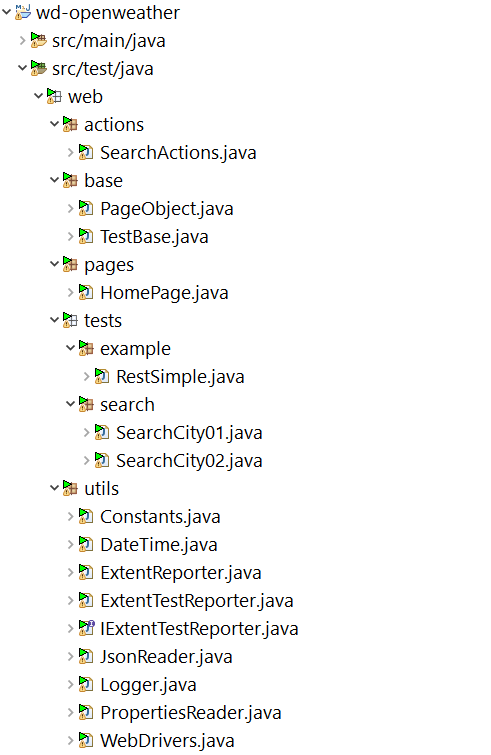 wd-openweather
src/main/java
src/test/java
web
actions
SearchActions.java
base
PageObject.java
TestBase.java
pages
HomePage.java
tests
example
RestSimple.java
search
SearchCity01.java
SearchCity02.java
utils
Constants.java
DateTime.java
ExtentReporter.java
ExtentTestReporter.java
IExtentTestReporter.java
JsonReader.java
Logger.java
PropertiesReader.java
WebDrivers.java